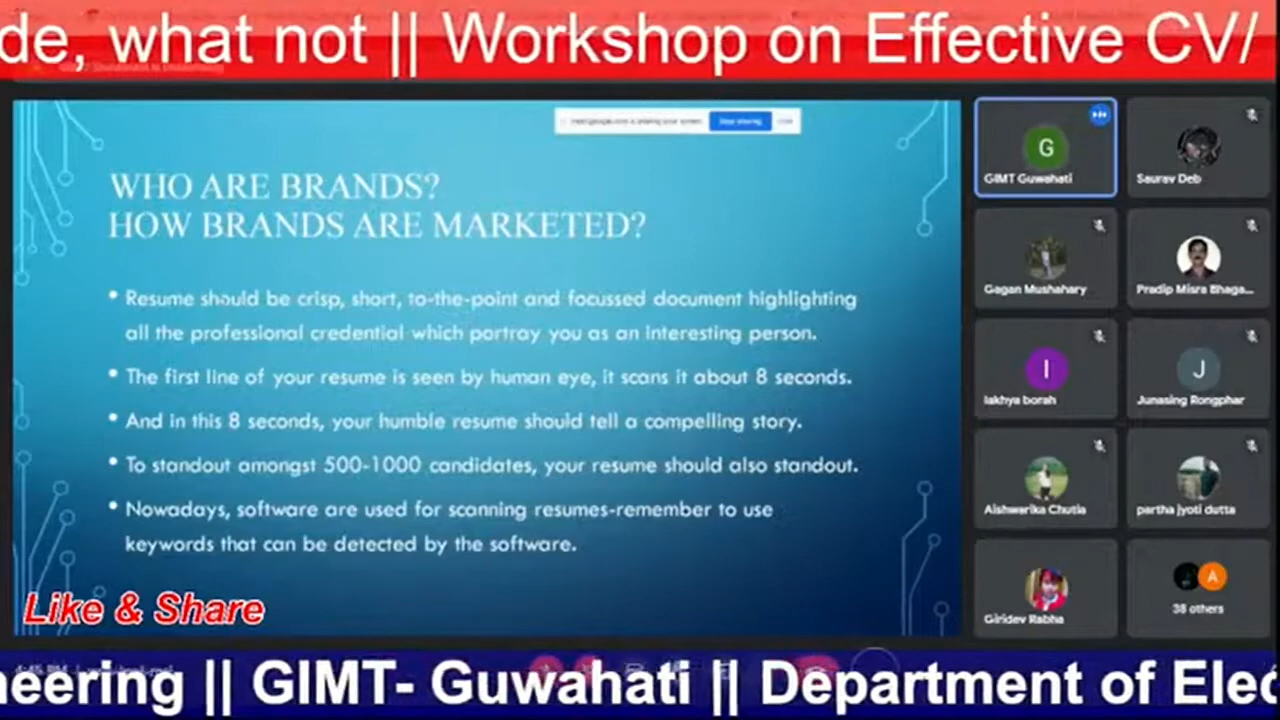 de, what not || Workshop on Effective CV/
Stop sharing
WHO ARE BRANDS?
HOW BRANDS ARE MARKETED?
• Resume should be crisp, short, to-the-point and focussed document highlighting
all the professional credential which portray you as an interesting person.
• The first line of your resume is seen by human eye, it scans it about 8 seconds.
• And in this 8 seconds, your humble resume should tell a compelling story.
• To standout amongst 500-1000 candidates, your resume should also standout.
• Nowadays, software are used for scanning resumes-remember to use
keywords that can be detected by the software.
Like & Share
G
GIMT Guwahati
Saurav Deb
Gagan Mushahary
Pradip Misra Bhaga...
l
lakhya borah
J
Junasing Rongphar
Aishwarika Chutia
partha jyoti dutta
Giridev Rabha
A
38 others
neering || GIMT- Guwahati || Department of Elec